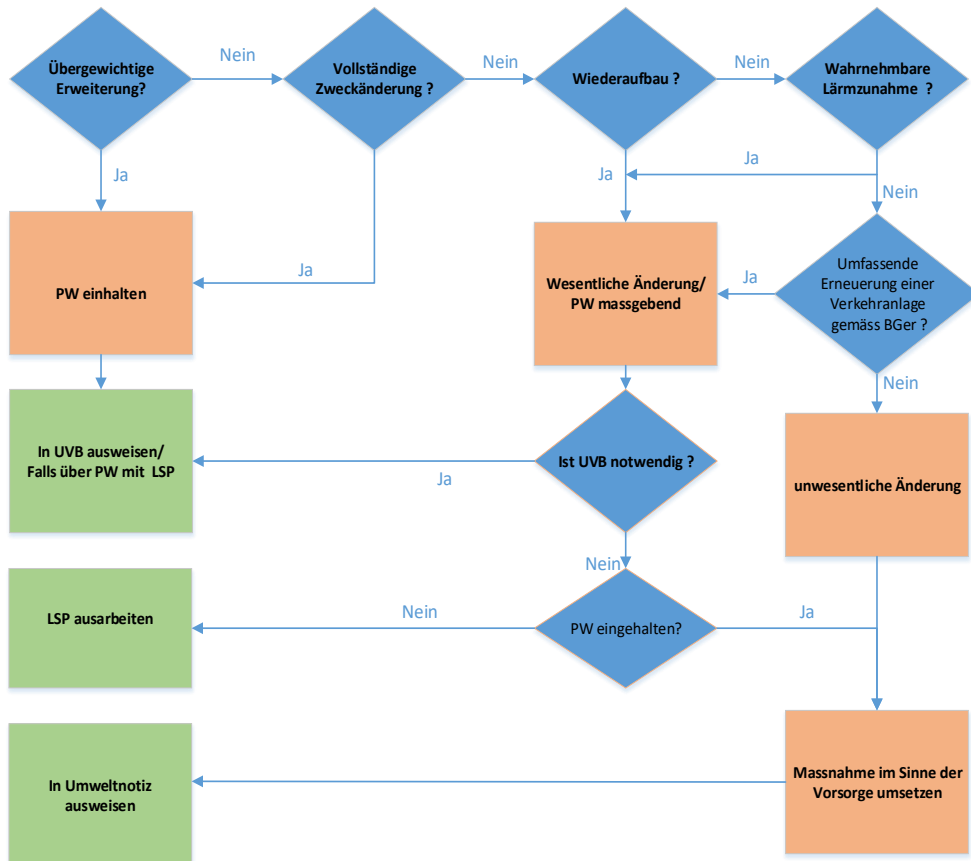 Übergewichtige
Erweiterung?
Nein
Vollständige
Zweckänderung ?
Nein
Wiederaufbau ?
Nein
Wahrnehmbare
Lärmzunahme ?
Ja
Ja
Ja
Nein
PW einhalten
Ja
Wesentliche Änderung/
PW massgebend
Ja
Umfassende
Erneuerung einer
Verkehranlage
gemäss BGer ?
Nein
In UVB ausweisen/
Falls über PW mit LSP
Ja
Ist UVB notwendig ?
unwesentliche Änderung
Nein
LSP ausarbeiten
Nein
PW eingehalten?
Ja
In Umweltnotiz
ausweisen
Massnahme im Sinne der
Vorsorge umsetzen